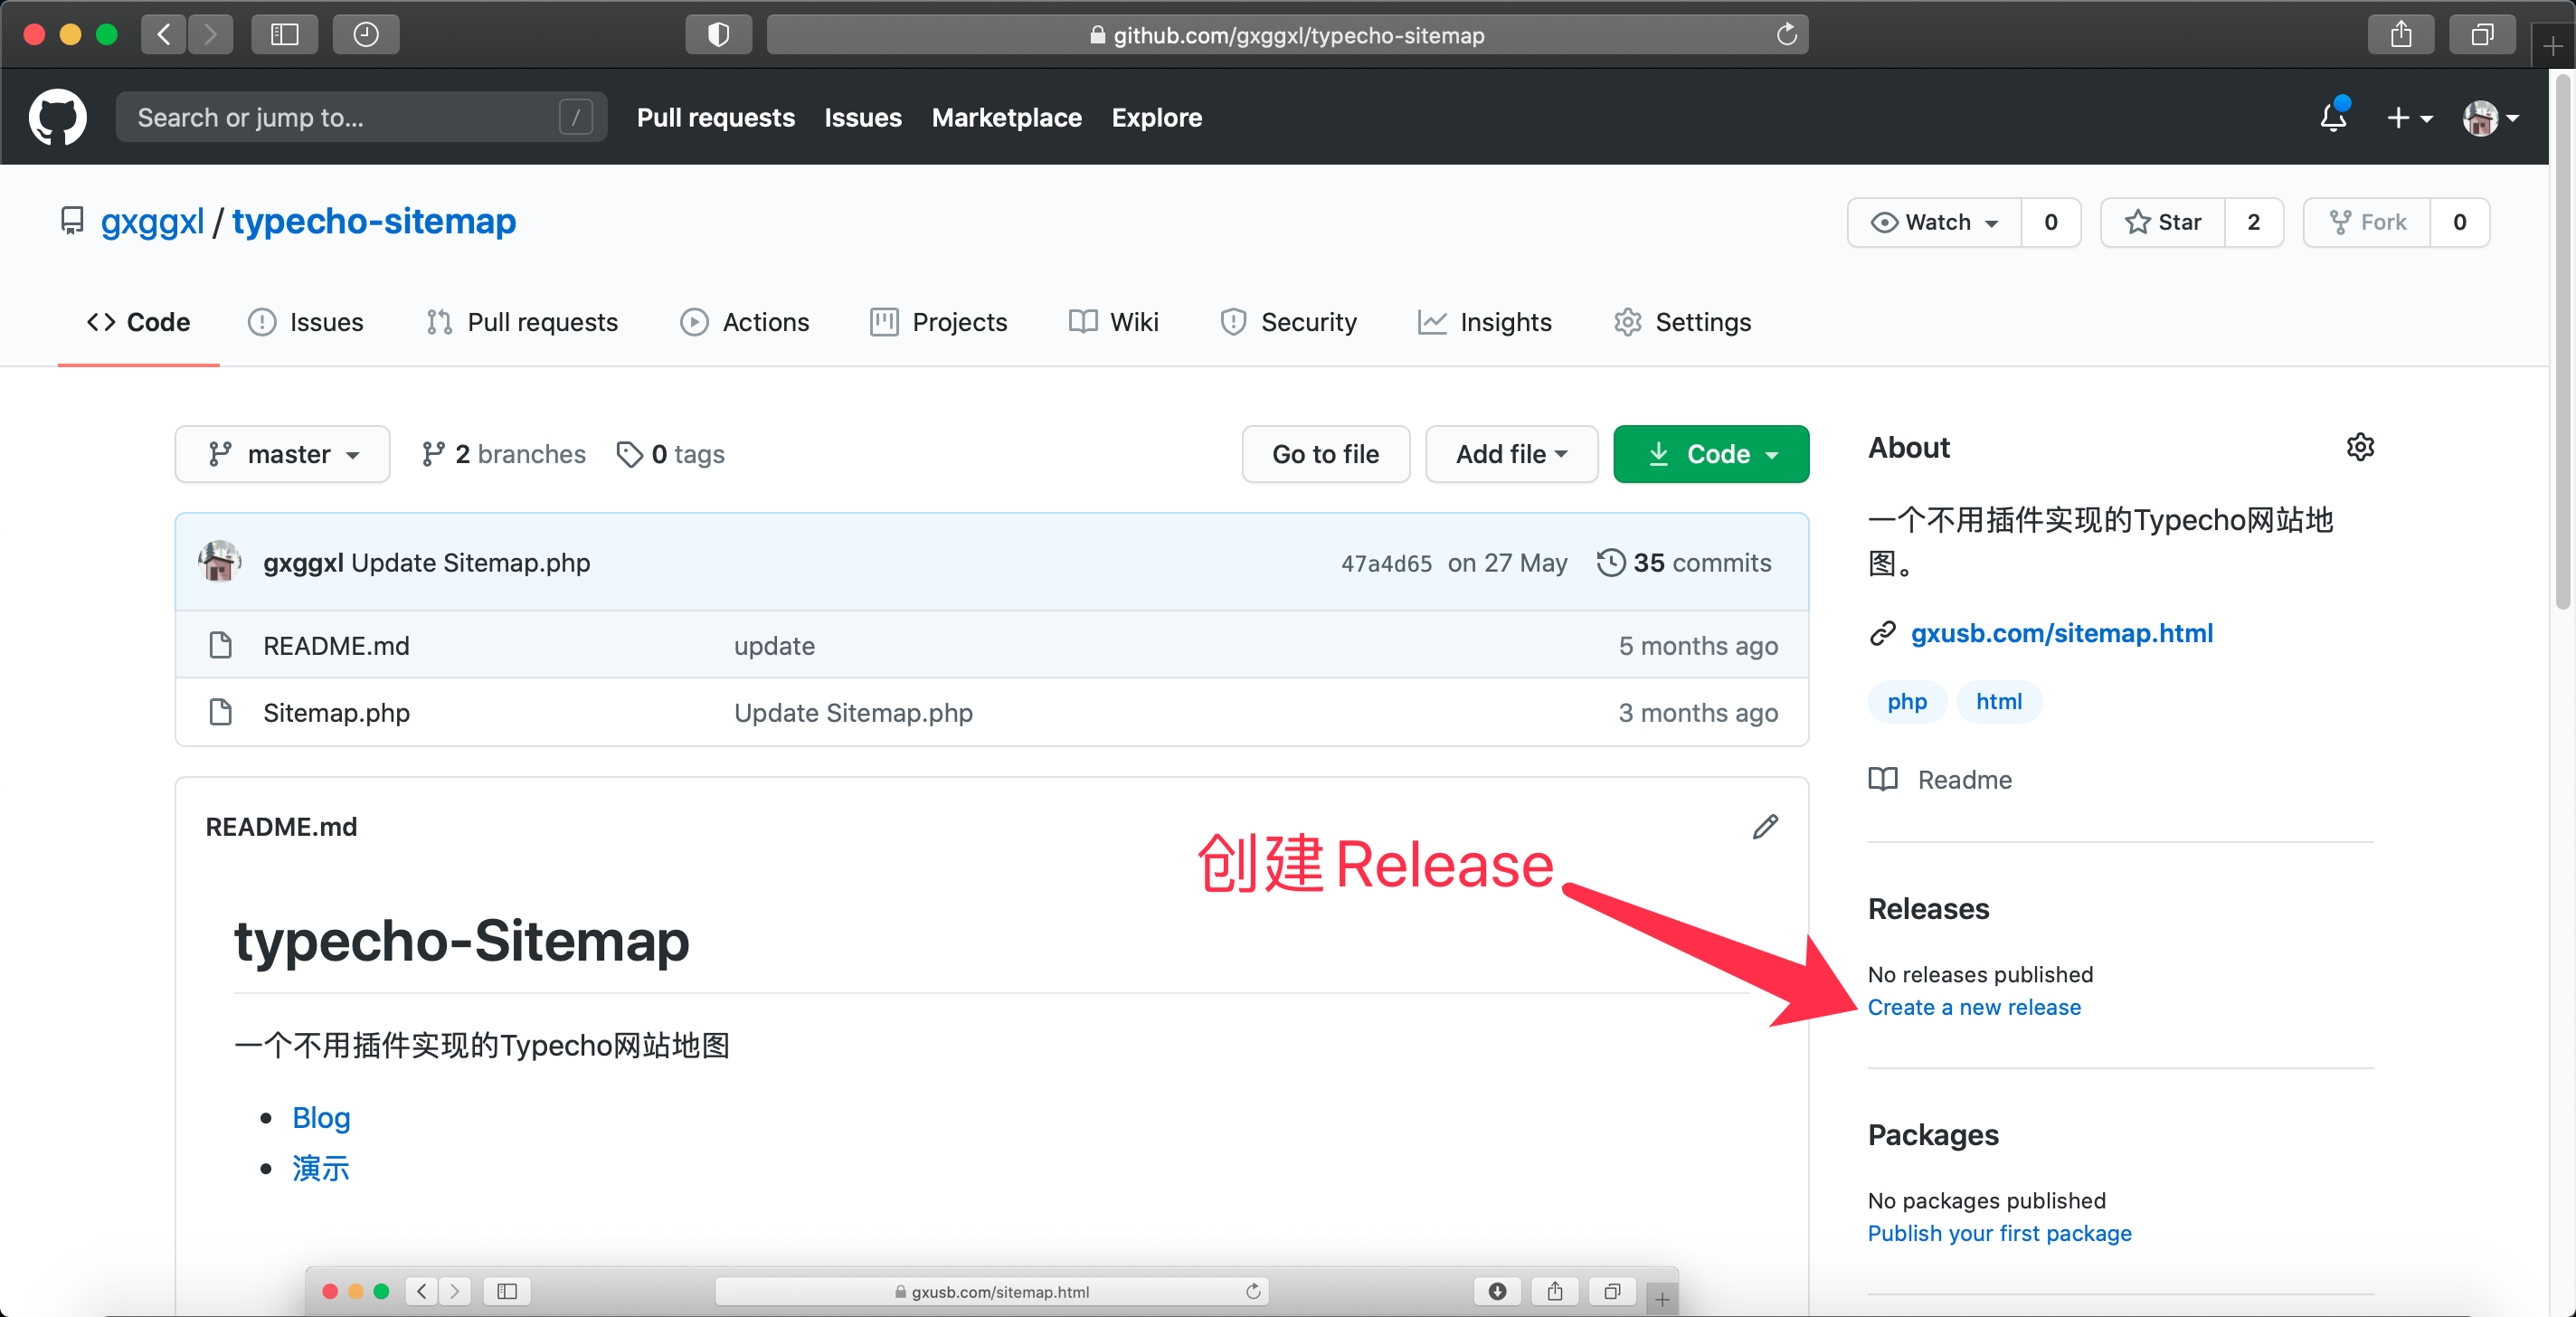 github.com/gxggxl/typecho-sitemap
Search or jump to... /
Pull requests Issues Marketplace Explore
gxggxl / typecho-sitemap
Watch 0 Star 2 Fork 0
Code Issues Pull requests Actions Projects Wiki Security Insights Settings
master 2 branches 0 tags Go to file Add file Code
gxggxl Update Sitemap.php 47a4d65 on 27 May 35 commits
README.md update 5 months ago
Sitemap.php Update Sitemap.php 3 months ago
README.md
typecho-Sitemap
一个不用插件实现的Typecho网站地图
Blog
演示
gxusb.com/sitemap.html
创建Release
About
一个不用插件实现的Typecho网站地
图。
gxusb.com/sitemap.html
php html
Readme
Releases
No releases published
Create a new release
Packages
No packages published
Publish your first package